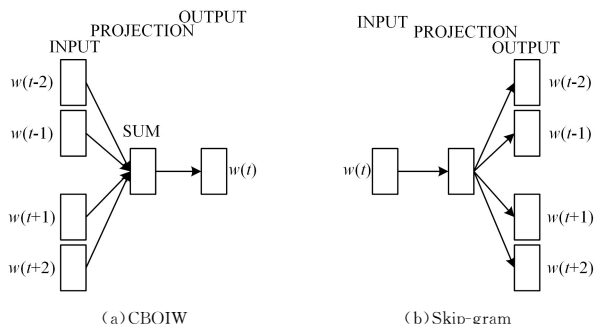 INPUT
PROJECTION
OUTPUT
w(t-2)
w(t-1)
SUM
w(t)
w(t+1)
w(t+2)
(a)CBOIW
INPUT
PROJECTION
OUTPUT
w(t-2)
w(t-1)
w(t)
w(t+1)
w(t+2)
(b)Skip-gram